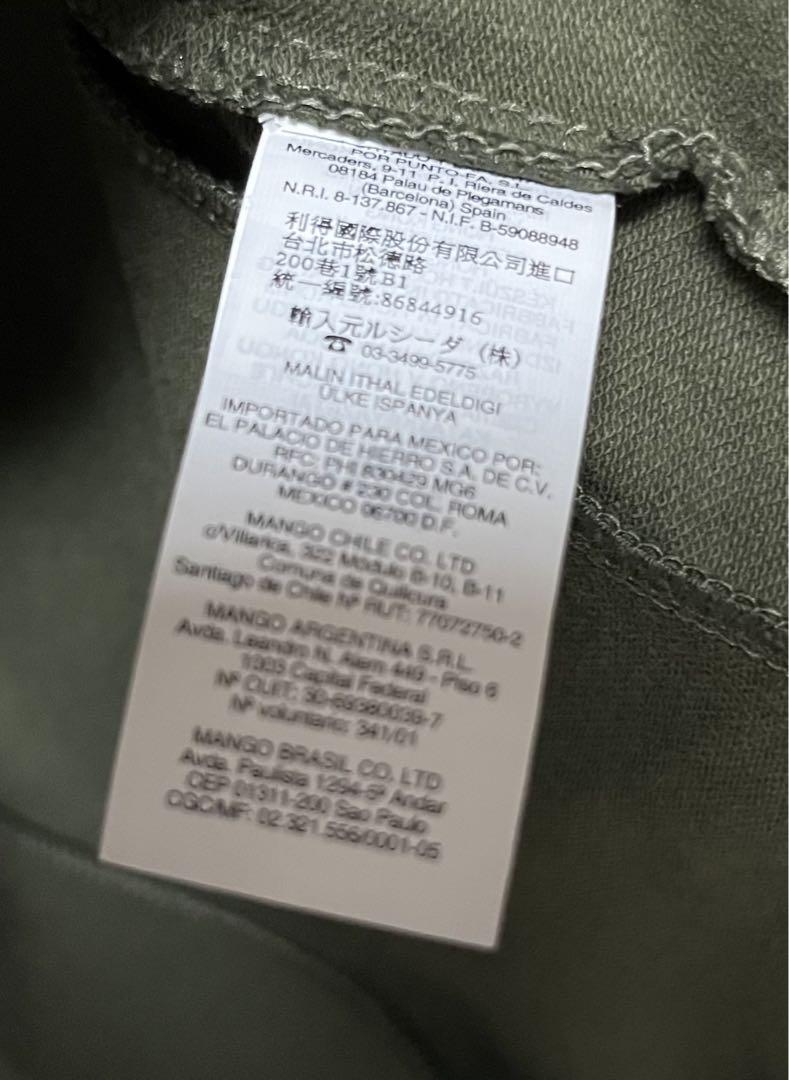 POR PUNTO-FA, S.L.
Mercaders, 9-11 P. I. Riera de Caldes
08184 Palau de Plegamans
(Barcelona) Spain
N.R.I. 8-137.867 - N.I.F. B-59088948
利得國際股份有限公司進口
台北市松德路
200巷1號B1
統一編號:86844916
輸入元ルシーダ (株)
☎ 03-3499-5775
MALIN ITHAL EDELDIGI
ÜLKE ISPANYA
IMPORTADO PARA MEXICO POR:
EL PALACIO DE HIERRO S.A. DE C.V.
RFC: PHI 830429 MG6
DURANGO # 230 COL. ROMA
MEXICO 06700 D.F.
MANGO CHILE CO. LTD
c/Villarica, 322 Módulo B-10, B-11
Comuna de Quilicura
Santiago de Chile Nº RUT: 77072750-2
MANGO ARGENTINA S.R.L.
Avda. Leandro N. Alem 449 - Piso 6
1003 Capital Federal
Nº CUIT: 30-69380039-7
Nº voluntario: 341/01
MANGO BRASIL CO. LTD
Avda. Paulista 1294-5º Andar
CEP 01311-200 Sao Paulo
CGC/MF: 02.321.556/0001-05